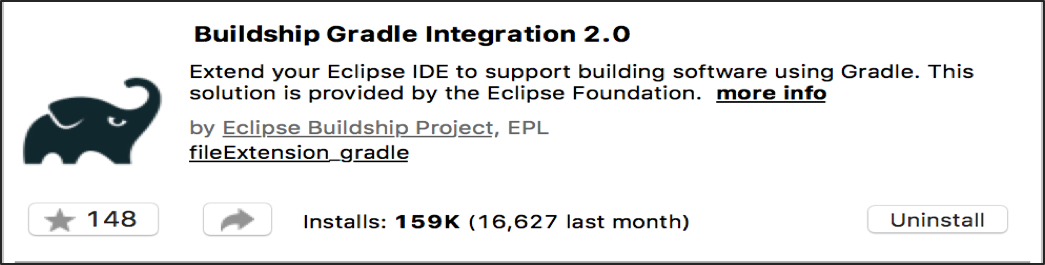 Buildship Gradle Integration 2.0
Extend your Eclipse IDE to support building software using Gradle. This
solution is provided by the Eclipse Foundation. more info
by Eclipse Buildship Project, EPL
fileExtension_gradle
148
Installs: 159K (16,627 last month)
Uninstall